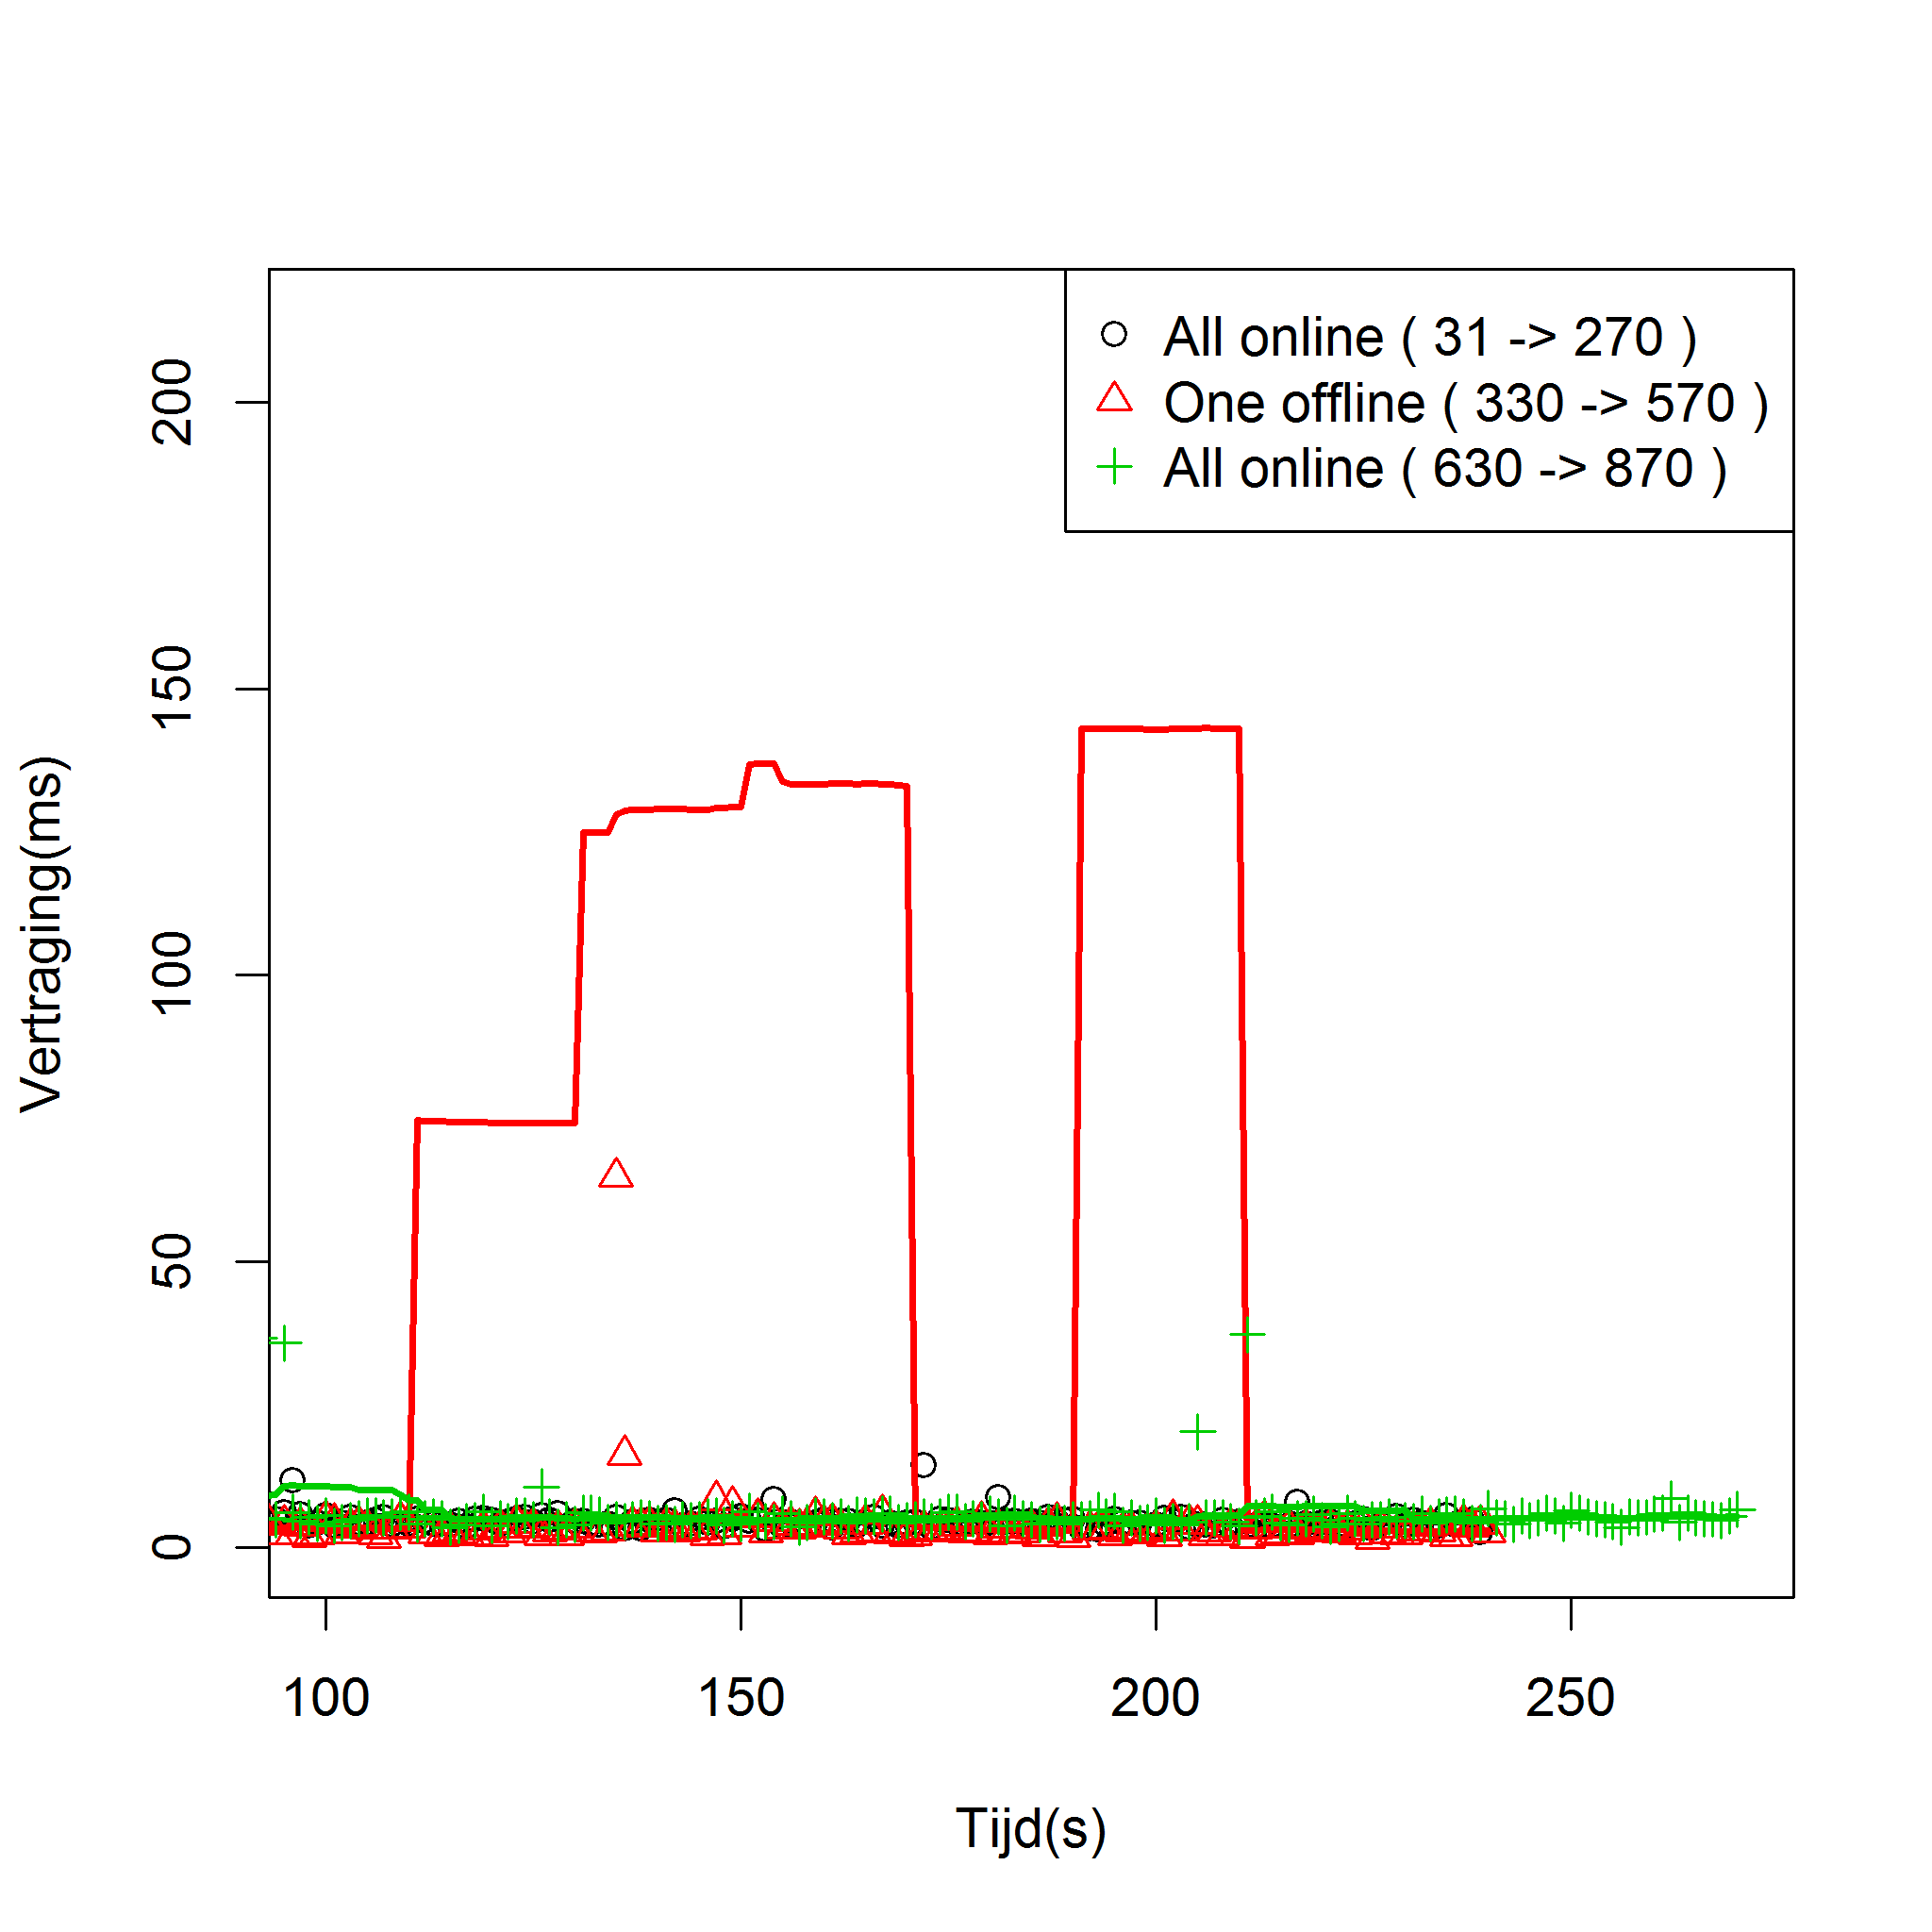 All online ( 31 -> 270 )
One offline ( 330 -> 570 )
All online ( 630 -> 870 )
200
150
100
50
0
Vertraging(ms)
100 150 200 250
Tijd(s)